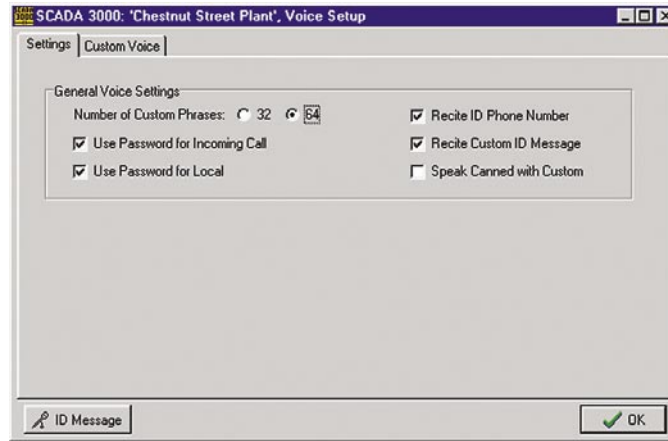 SCADA 3000: 'Chestnut Street Plant', Voice Setup
Settings
Custom Voice
General Voice Settings
Number of Custom Phrases: 32 64
Recite ID Phone Number
Use Password for Incoming Call
Recite Custom ID Message
Use Password for Local
Speak Canned with Custom
ID Message
OK